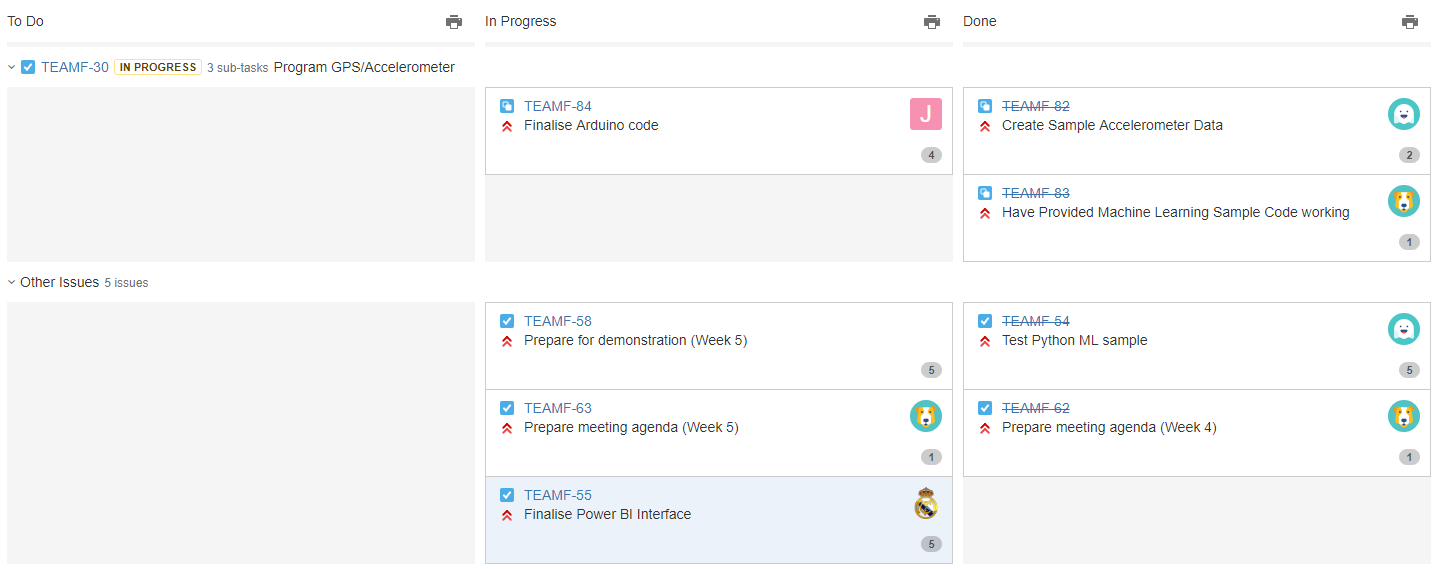 To Do
In Progress
Done
TEAMF-30 IN PROGRESS 3 sub-tasks Program GPS/Accelerometer
TEAMF-84
Finalise Arduino code
J
4
TEAMF-82
Create Sample Accelerometer Data
2
TEAMF-83
Have Provided Machine Learning Sample Code working
1
Other Issues 5 issues
TEAMF-58
Prepare for demonstration (Week 5)
5
TEAMF-63
Prepare meeting agenda (Week 5)
1
TEAMF-55
Finalise Power BI Interface
5
TEAMF-54
Test Python ML sample
5
TEAMF-62
Prepare meeting agenda (Week 4)
1